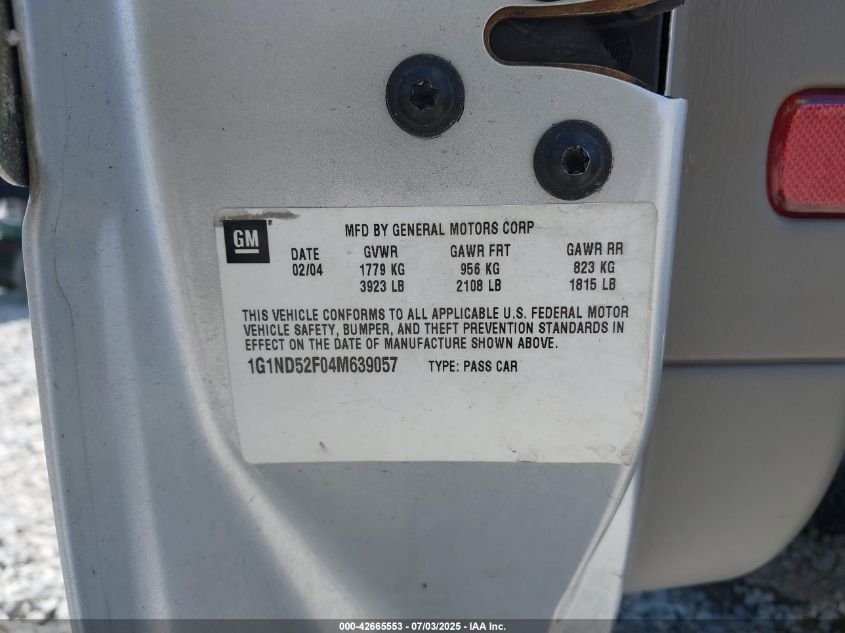 GM
MFD BY GENERAL MOTORS CORP
DATE GVWR GAWR FRT GAWR RR
02/04 1779 KG 956 KG 823 KG
3923 LB 2108 LB 1815 LB
THIS VEHICLE CONFORMS TO ALL APPLICABLE U.S. FEDERAL MOTOR
VEHICLE SAFETY, BUMPER, AND THEFT PREVENTION STANDARDS IN
EFFECT ON THE DATE OF MANUFACTURE SHOWN ABOVE.
1G1ND52F04M639057 TYPE: PASS CAR
000-42665553 - 07/03/2025 - IAA Inc.